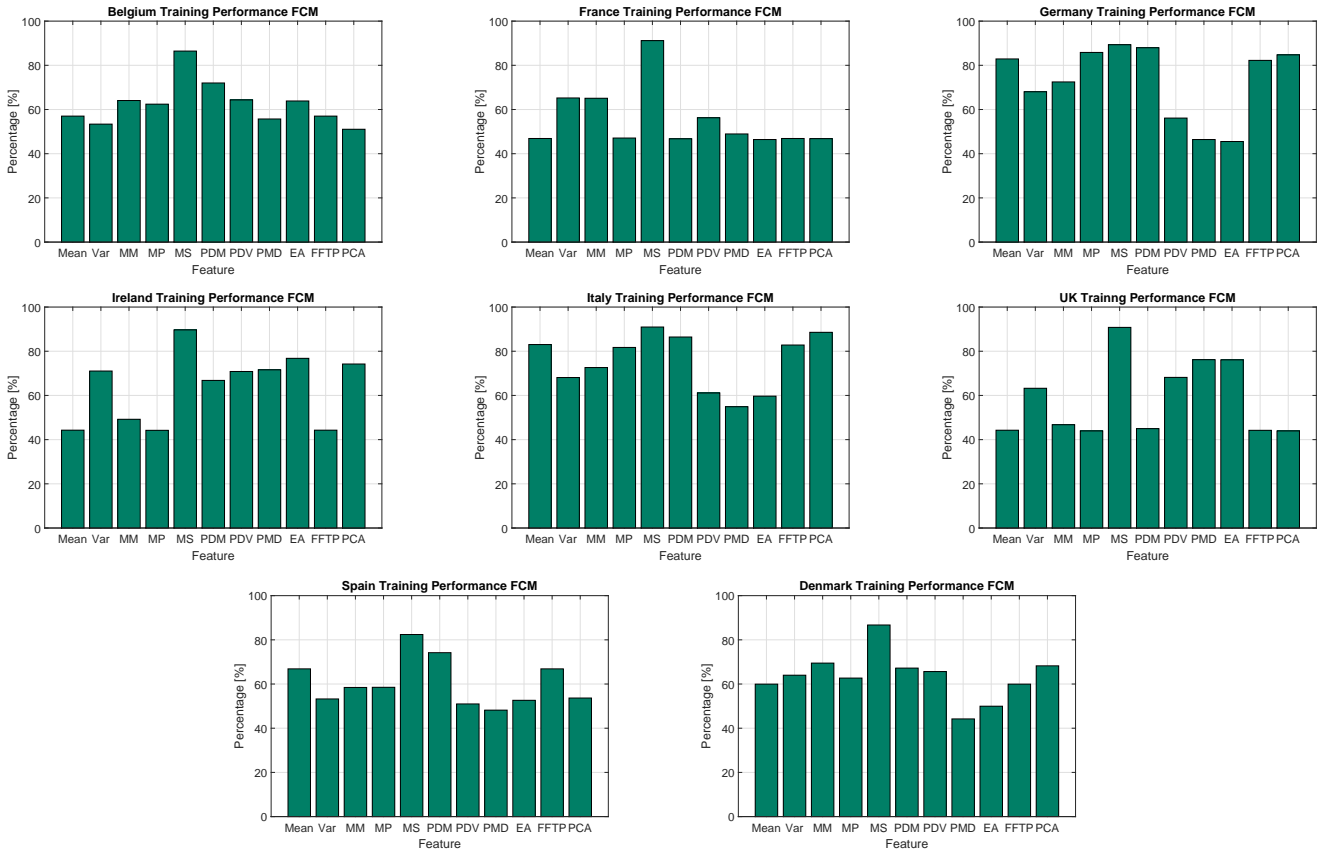 Belgium Training Performance FCM
Percentage [%]
100
80
60
40
20
0
Mean Var MM MP MS PDM PDV PMD EA FFTP PCA
Feature
France Training Performance FCM
Percentage [%]
100
80
60
40
20
0
Mean Var MM MP MS PDM PDV PMD EA FFTP PCA
Feature
Germany Training Performance FCM
Percentage [%]
100
80
60
40
20
0
Mean Var MM MP MS PDM PDV PMD EA FFTP PCA
Feature
Ireland Training Performance FCM
Percentage [%]
100
80
60
40
20
0
Mean Var MM MP MS PDM PDV PMD EA FFTP PCA
Feature
Italy Training Performance FCM
Percentage [%]
100
80
60
40
20
0
Mean Var MM MP MS PDM PDV PMD EA FFTP PCA
Feature
UK Trainng Performance FCM
Percentage [%]
100
80
60
40
20
0
Mean Var MM MP MS PDM PDV PMD EA FFTP PCA
Feature
Spain Training Performance FCM
Percentage [%]
100
80
60
40
20
0
Mean Var MM MP MS PDM PDV PMD EA FFTP PCA
Feature
Denmark Training Performance FCM
Percentage [%]
100
80
60
40
20
0
Mean Var MM MP MS PDM PDV PMD EA FFTP PCA
Feature